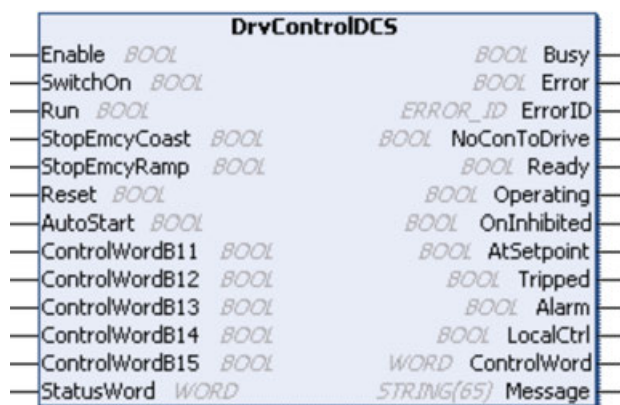 DrvControlDCS
Enable BOOL BOOL Busy
SwitchOn BOOL BOOL Error
Run BOOL ERROR_ID ErrorID
StopEmcyCoast BOOL BOOL NoConToDrive
StopEmcyRamp BOOL BOOL Ready
Reset BOOL BOOL Operating
AutoStart BOOL BOOL OnInhibited
ControlWordB11 BOOL BOOL AtSetpoint
ControlWordB12 BOOL BOOL Tripped
ControlWordB13 BOOL BOOL Alarm
ControlWordB14 BOOL BOOL LocalCtrl
ControlWordB15 BOOL WORD ControlWord
StatusWord WORD STRING(65) Message